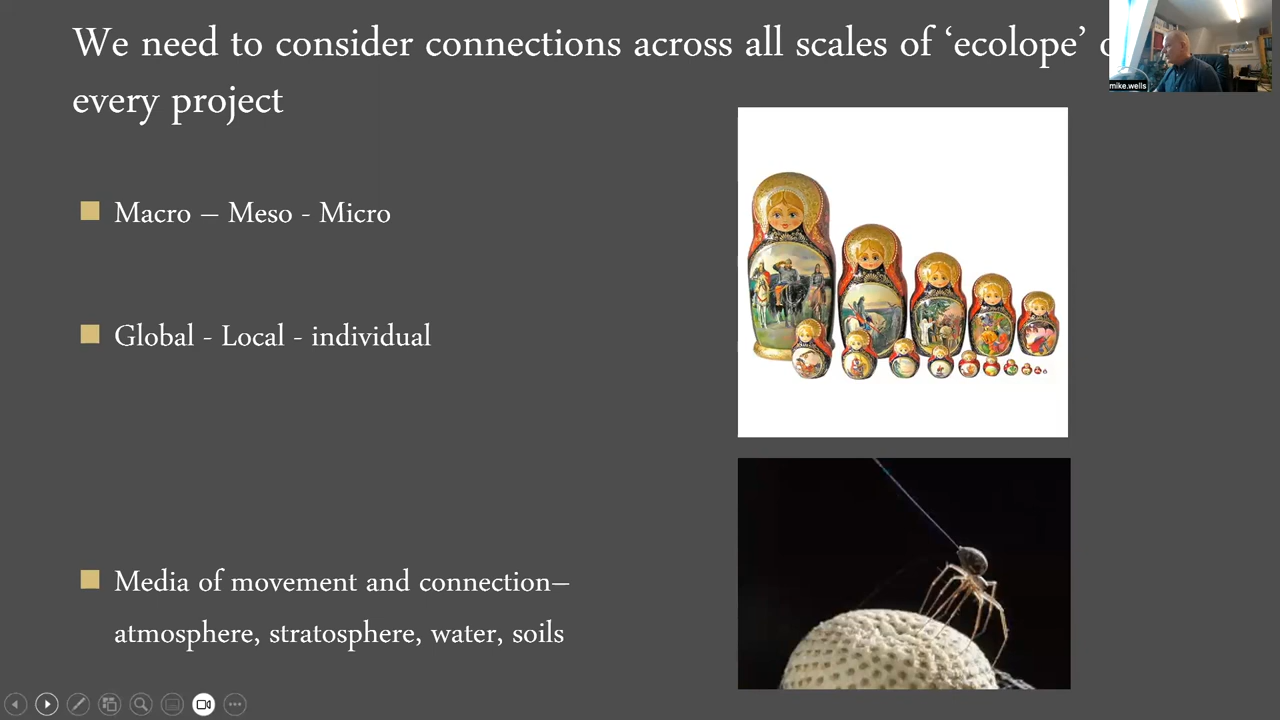 We need to consider connections across all scales of ‘ecolope’
every project
mike.wells
Macro – Meso - Micro
Global - Local - individual
Media of movement and connection–
atmosphere, stratosphere, water, soils